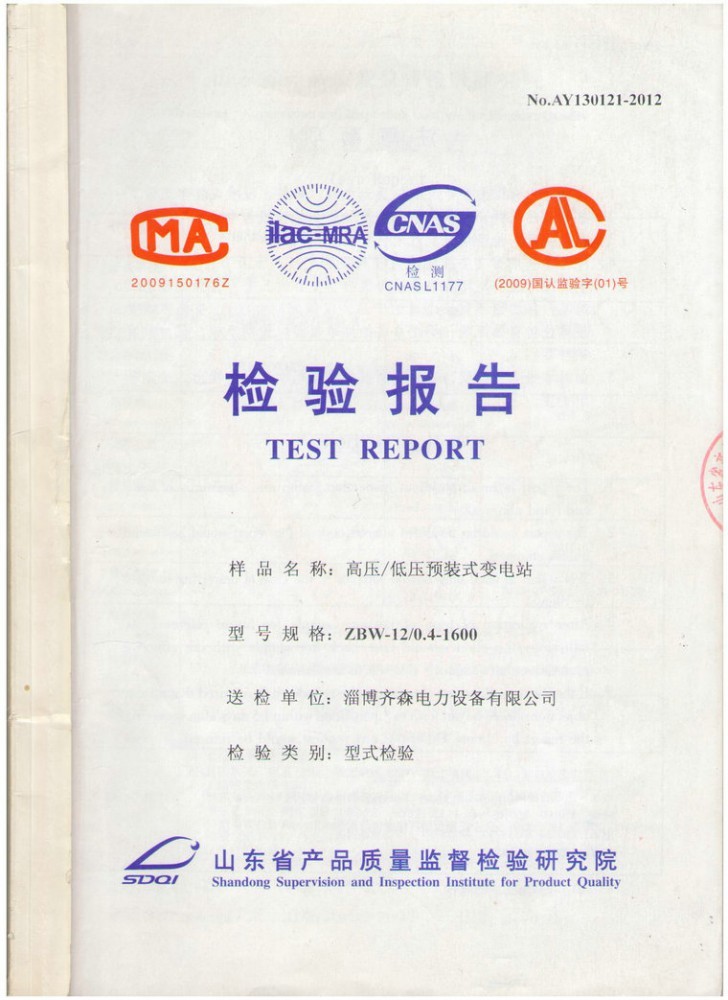 No.AY130121-2012
MA
2009150176Z
ilac-MRA
CNAS
检 测
CNAS L1177
CAL
(2009)国认监验字(01)号
检 验 报 告
TEST REPORT
样 品 名 称：高压/低压预装式变电站
型 号 规 格：ZBW-12/0.4-1600
送 检 单 位：淄博齐森电力设备有限公司
检 验 类 别：型式检验
SDQI
山东省产品质量监督检验研究院
Shandong Supervision and Inspection Institute for Product Quality